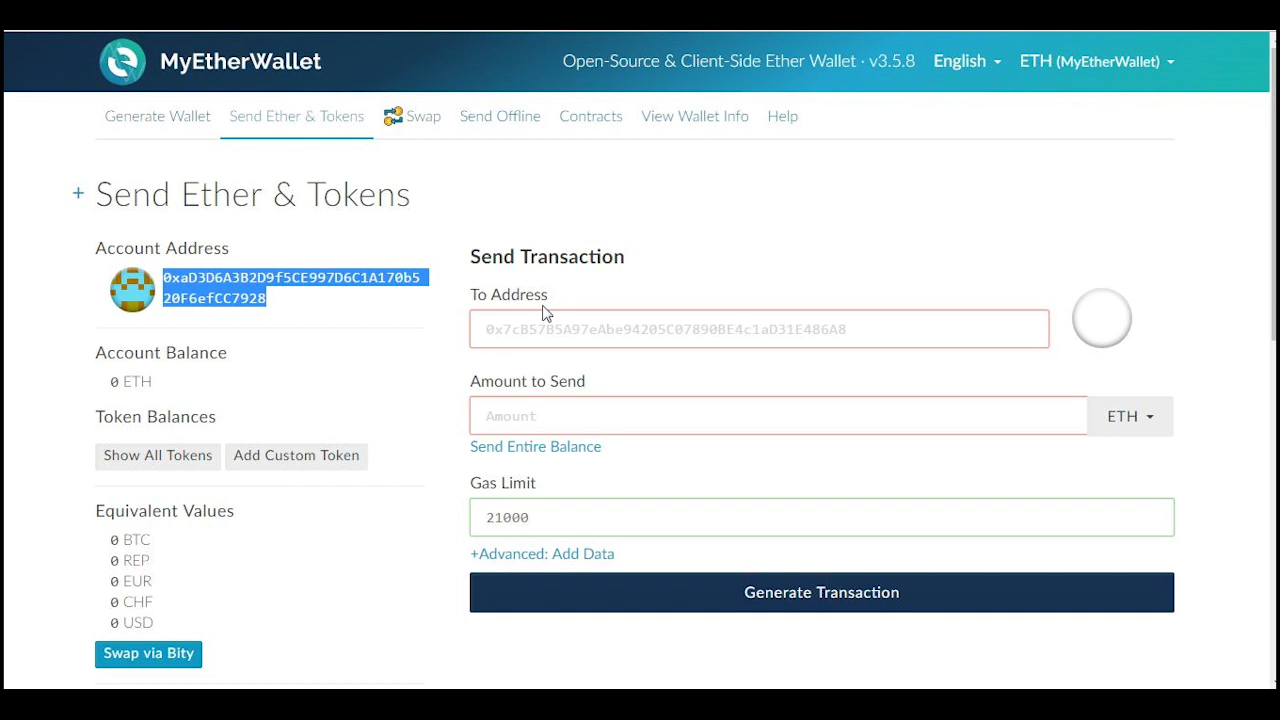 MyEtherWallet
Open-Source & Client-Side Ether Wallet · v3.5.8
English
ETH (MyEtherWallet)
Generate Wallet
Send Ether & Tokens
Swap
Send Offline
Contracts
View Wallet Info
Help
+ Send Ether & Tokens
Account Address
0xaD3D6A3B2D9f5CE997D6C1A170b5
20F6efCC7928
Account Balance
0 ETH
Token Balances
Show All Tokens
Add Custom Token
Equivalent Values
0 BTC
0 REP
0 EUR
0 CHF
0 USD
Swap via Bity
Send Transaction
To Address
0x7cB57B5A97eAbe94205C07890BE4c1aD31E486A8
Amount to Send
Amount
ETH
Send Entire Balance
Gas Limit
21000
+Advanced: Add Data
Generate Transaction